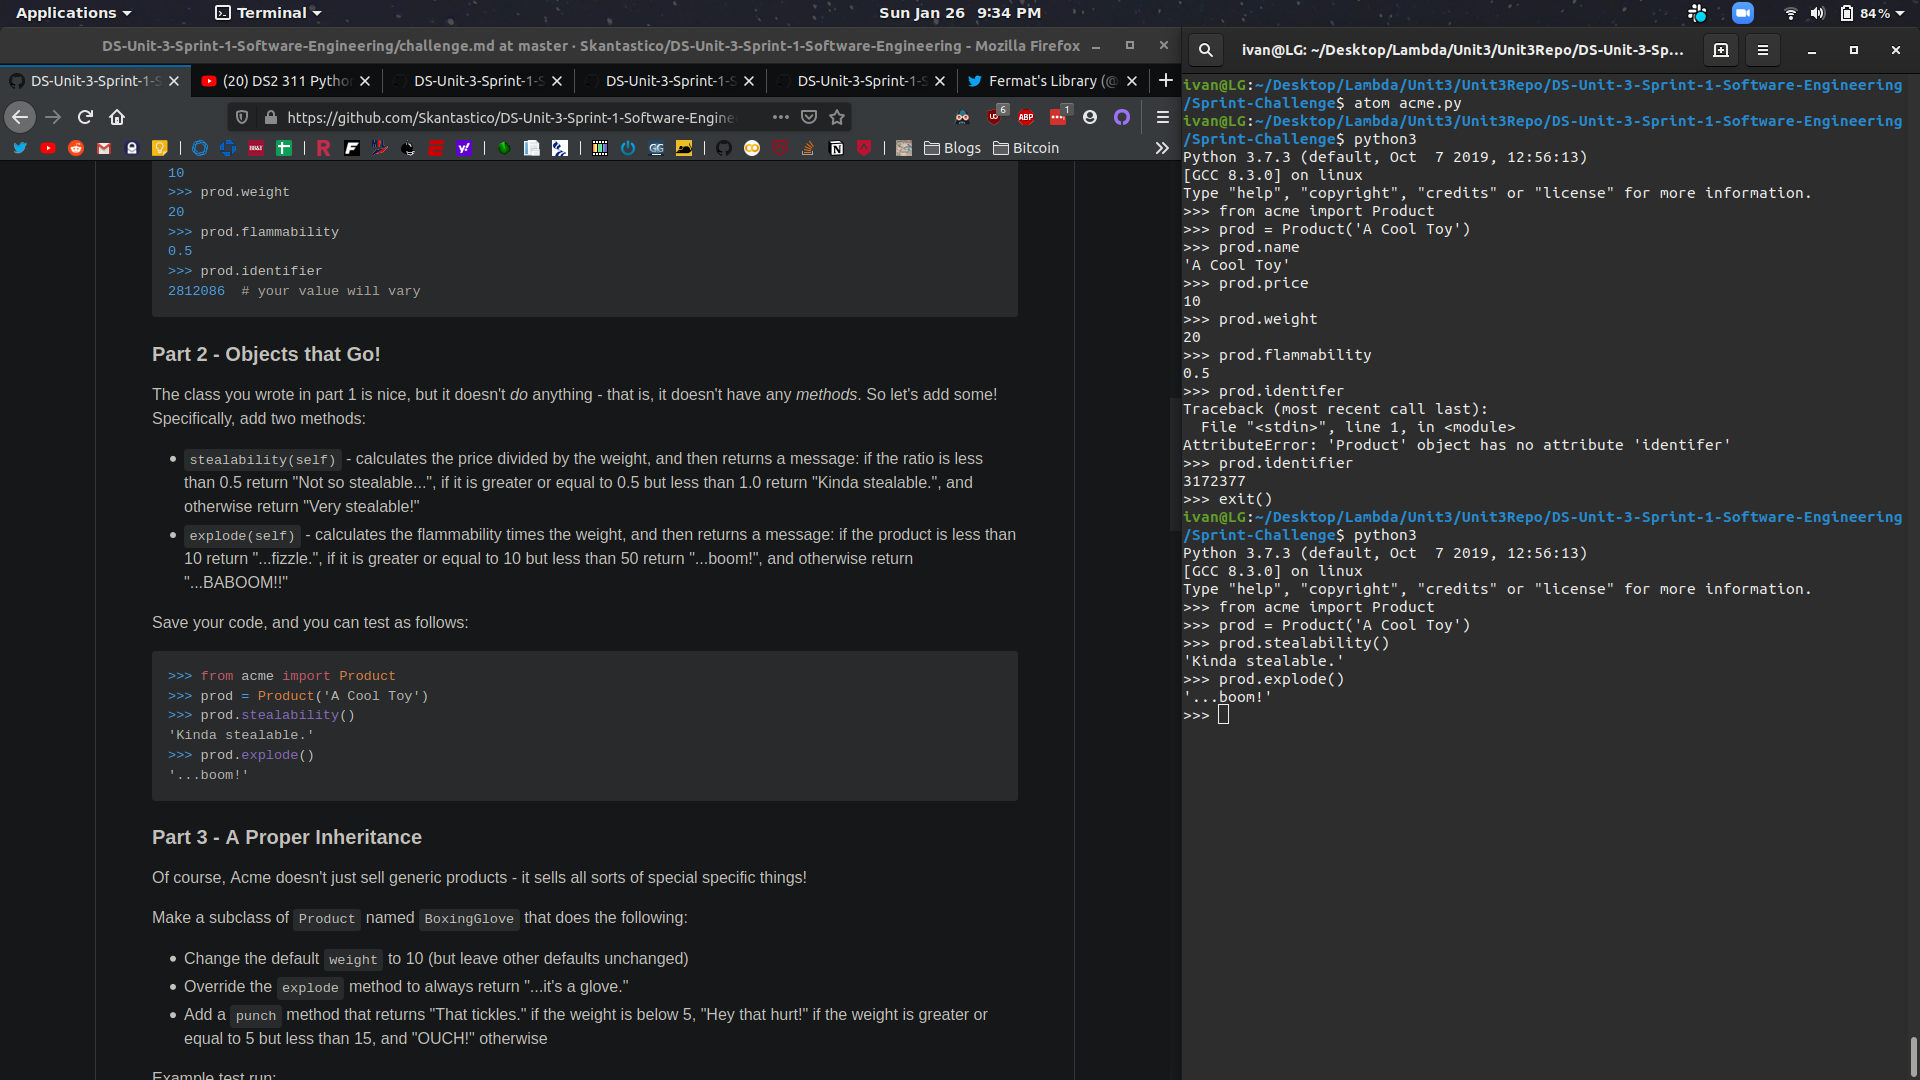 Applications
Terminal
Sun Jan 26 9:34 PM
84%
DS-Unit-3-Sprint-1-Software-Engineering/challenge.md at master · Skantastico/DS-Unit-3-Sprint-1-Software-Engineering - Mozilla Firefox
DS-Unit-3-Sprint-1-S
(20) DS2 311 Pytho
DS-Unit-3-Sprint-1-S
DS-Unit-3-Sprint-1-S
DS-Unit-3-Sprint-1-S
Fermat's Library (@
https://github.com/Skantastico/DS-Unit-3-Sprint-1-Software-Engine
6
ABP
1
Blogs
Bitcoin
10
>>> prod.weight
20
>>> prod.flammability
0.5
>>> prod.identifier
2812086  # your value will vary
Part 2 - Objects that Go!
The class you wrote in part 1 is nice, but it doesn't do anything - that is, it doesn't have any methods. So let's add some!
Specifically, add two methods:
stealability(self) - calculates the price divided by the weight, and then returns a message: if the ratio is less
than 0.5 return "Not so stealable...", if it is greater or equal to 0.5 but less than 1.0 return "Kinda stealable.", and
otherwise return "Very stealable!"
explode(self) - calculates the flammability times the weight, and then returns a message: if the product is less than
10 return "...fizzle.", if it is greater or equal to 10 but less than 50 return "...boom!", and otherwise return
"...BABOOM!!"
Save your code, and you can test as follows:
>>> from acme import Product
>>> prod = Product('A Cool Toy')
>>> prod.stealability()
'Kinda stealable.'
>>> prod.explode()
'...boom!'
Part 3 - A Proper Inheritance
Of course, Acme doesn't just sell generic products - it sells all sorts of special specific things!
Make a subclass of Product named BoxingGlove that does the following:
Change the default weight to 10 (but leave other defaults unchanged)
Override the explode method to always return "...it's a glove."
Add a punch method that returns "That tickles." if the weight is below 5, "Hey that hurt!" if the weight is greater or
equal to 5 but less than 15, and "OUCH!" otherwise
Example test run:
ivan@LG: ~/Desktop/Lambda/Unit3/Unit3Repo/DS-Unit-3-Sp...
ivan@LG:~/Desktop/Lambda/Unit3/Unit3Repo/DS-Unit-3-Sprint-1-Software-Engineering
/Sprint-Challenge$ atom acme.py
ivan@LG:~/Desktop/Lambda/Unit3/Unit3Repo/DS-Unit-3-Sprint-1-Software-Engineering
/Sprint-Challenge$ python3
Python 3.7.3 (default, Oct  7 2019, 12:56:13)
[GCC 8.3.0] on linux
Type "help", "copyright", "credits" or "license" for more information.
>>> from acme import Product
>>> prod = Product('A Cool Toy')
>>> prod.name
'A Cool Toy'
>>> prod.price
10
>>> prod.weight
20
>>> prod.flammability
0.5
>>> prod.identifer
Traceback (most recent call last):
  File "<stdin>", line 1, in <module>
AttributeError: 'Product' object has no attribute 'identifer'
>>> prod.identifier
3172377
>>> exit()
ivan@LG:~/Desktop/Lambda/Unit3/Unit3Repo/DS-Unit-3-Sprint-1-Software-Engineering
/Sprint-Challenge$ python3
Python 3.7.3 (default, Oct  7 2019, 12:56:13)
[GCC 8.3.0] on linux
Type "help", "copyright", "credits" or "license" for more information.
>>> from acme import Product
>>> prod = Product('A Cool Toy')
>>> prod.stealability()
'Kinda stealable.'
>>> prod.explode()
'...boom!'
>>>